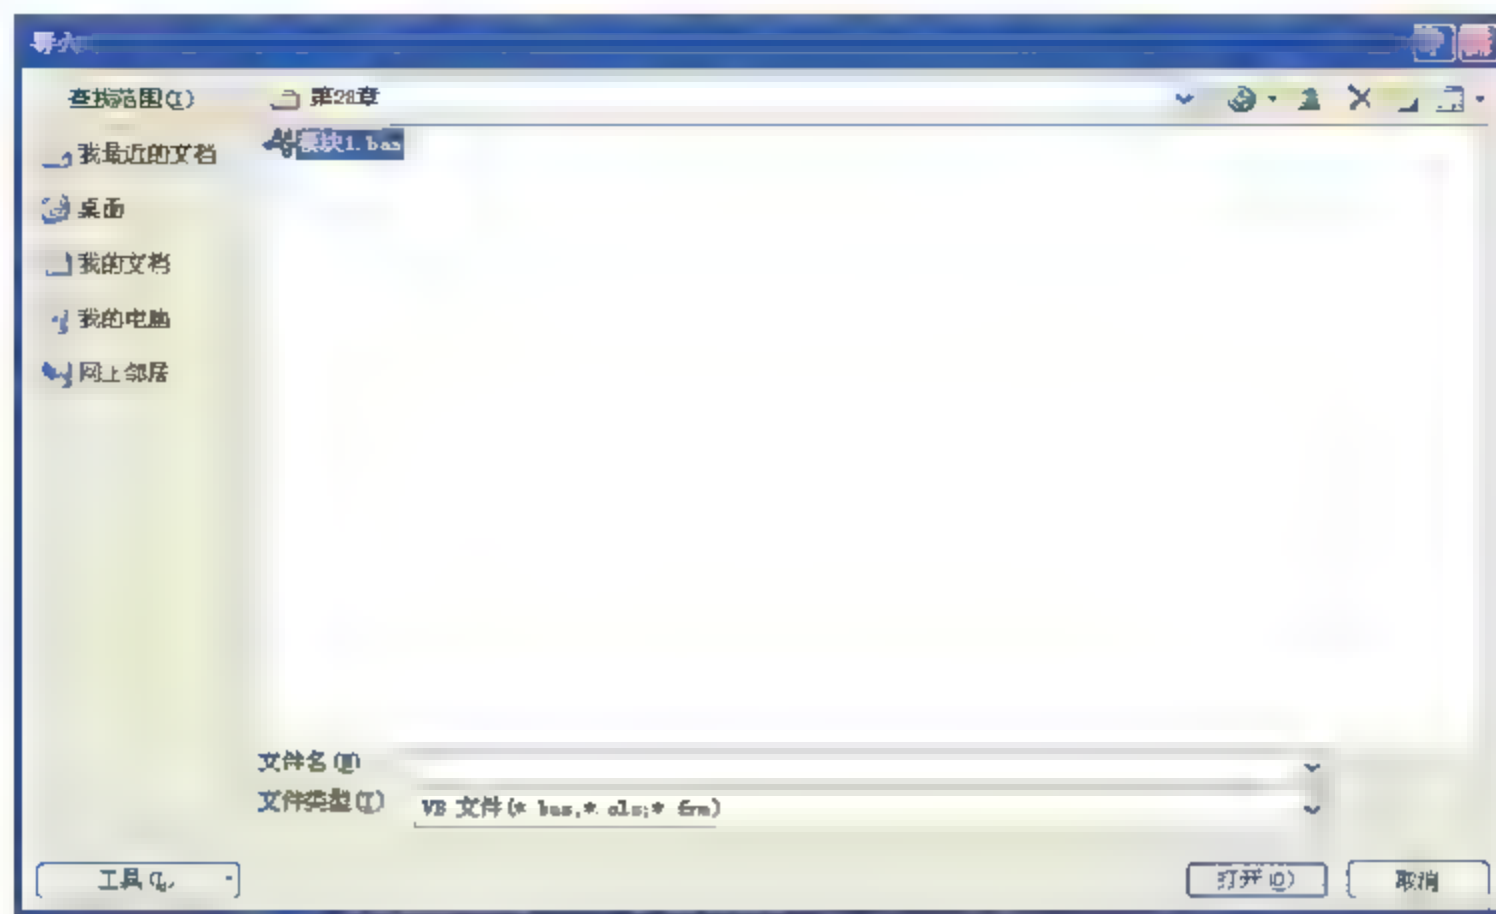 导入
查找范围(I) 第28章
模块1.bas
我最近的文档
桌面
我的文档
我的电脑
网上邻居
文件名(N)
文件类型(T) VB 文件(*.bas;*.cls;*.frm)
工具(L)
打开(O) 取消